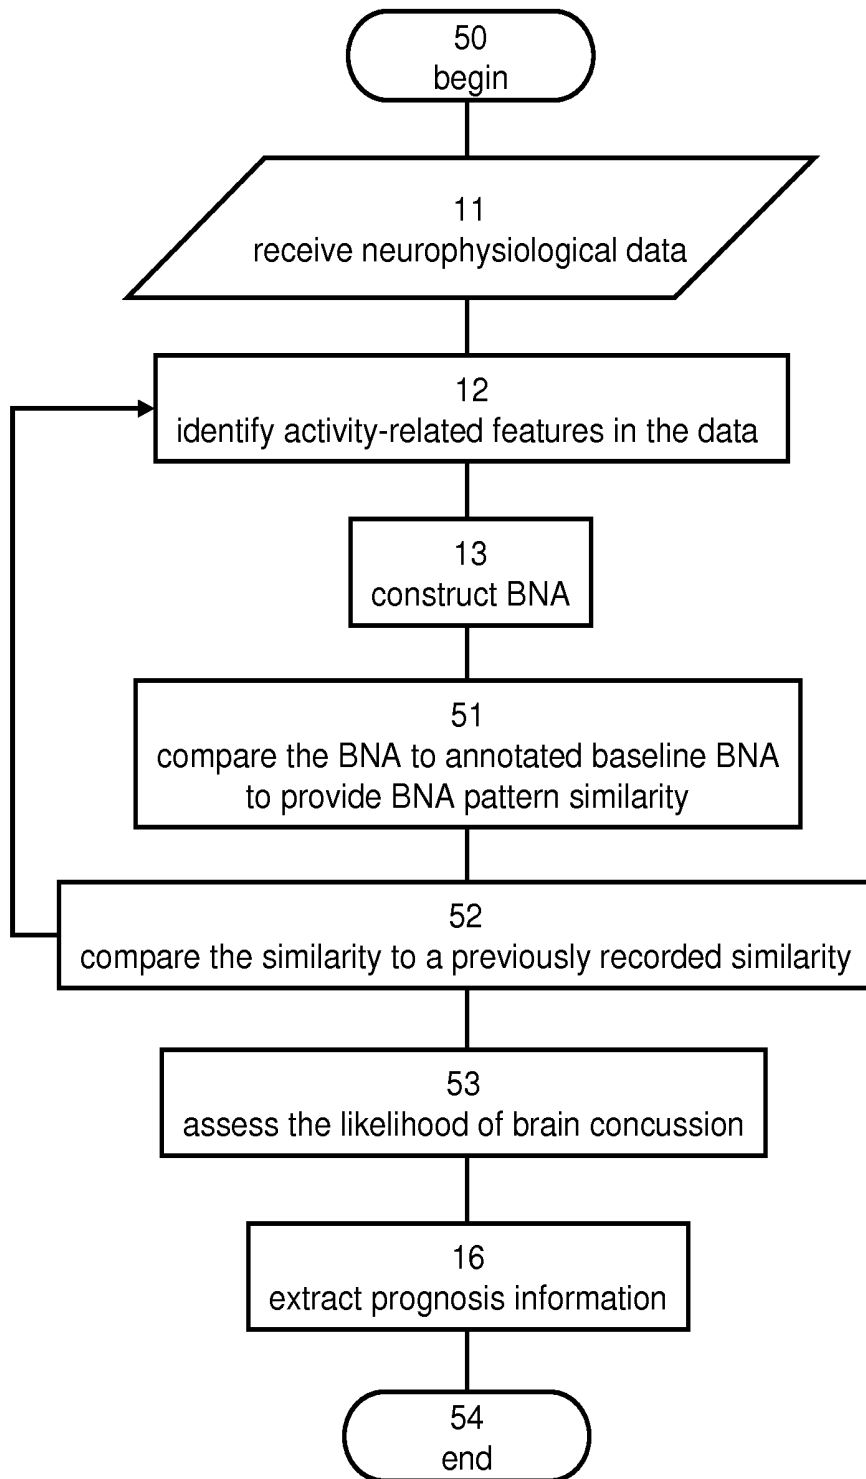 50
begin
11
receive neurophysiological data
12
identify activity-related features in the data
13
construct BNA
51
compare the BNA to annotated baseline BNA
to provide BNA pattern similarity
52
compare the similarity to a previously recorded similarity
53
assess the likelihood of brain concussion
16
extract prognosis information
54
end